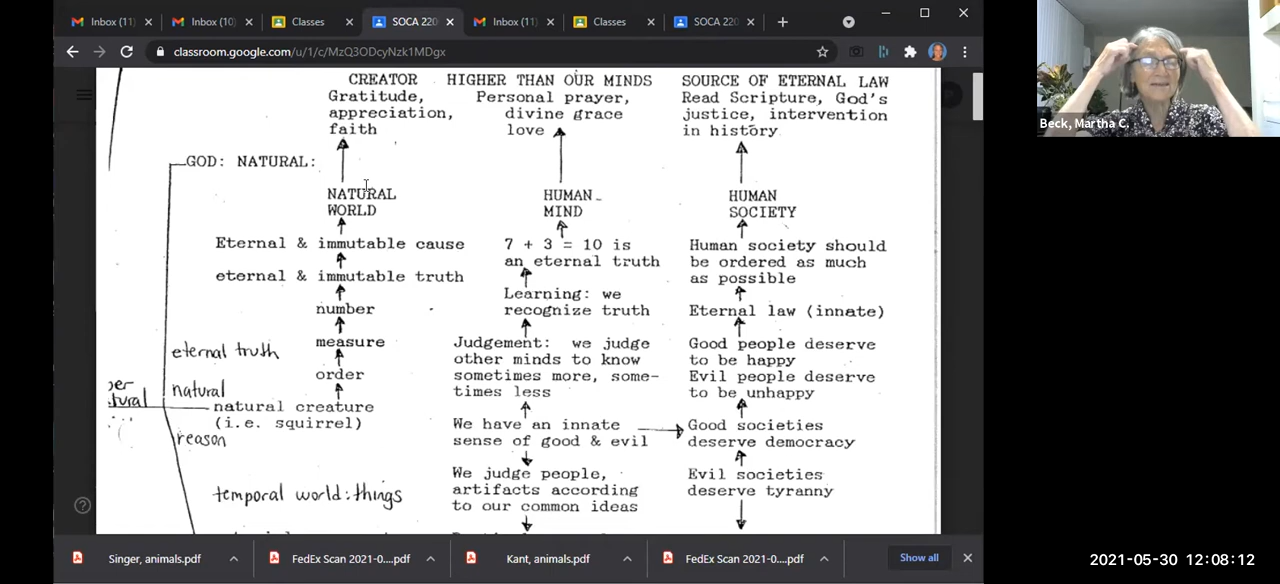 Inbox (11)
Inbox (10)
Classes
SOCA 220
Inbox (11)
Classes
SOCA 220
classroom.google.com/u/1/c/MzQ3ODcyNzk1MDgx
Beck, Martha C.
CREATOR HIGHER THAN OUR MINDS SOURCE OF ETERNAL LAW
Gratitude, Personal prayer, Read Scripture, God's
appreciation, divine grace justice, intervention
faith love in history
GOD: NATURAL:
NATURAL HUMAN HUMAN
WORLD MIND SOCIETY
Eternal & immutable cause 7 + 3 = 10 is Human society should
an eternal truth be ordered as much
eternal & immutable truth as possible
Learning: we
number recognize truth Eternal law (innate)
measure Judgement: we judge Good people deserve
eternal truth other minds to know to be happy
order sometimes more, some- Evil people deserve
natural times less to be unhappy
natural creature
(i.e. squirrel) We have an innate Good societies
reason sense of good & evil deserve democracy
We judge people, Evil societies
temporal world: things artifacts according deserve tyranny
to our common ideas
Singer, animals.pdf
FedEx Scan 2021-0....pdf
Kant, animals.pdf
FedEx Scan 2021-0....pdf
Show all
2021-05-30 12:08:12